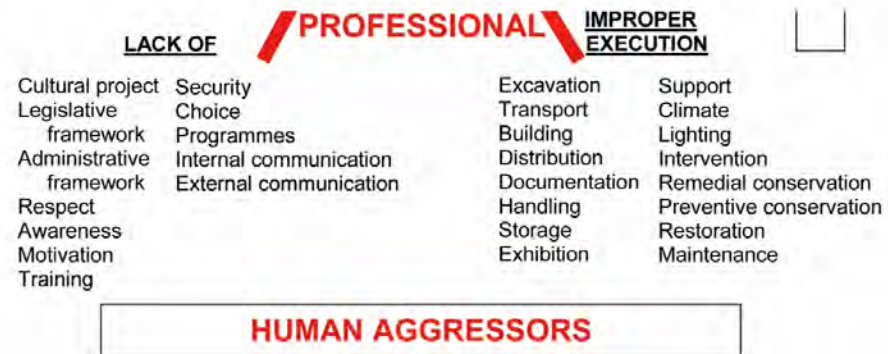 PROFESSIONAL
LACK OF
IMPROPER
EXECUTION
Cultural project
Legislative
framework
Administrative
framework
Respect
Awareness
Motivation
Training
Security
Choice
Programmes
Internal communication
External communication
Excavation
Transport
Building
Distribution
Documentation
Handling
Storage
Exhibition
Support
Climate
Lighting
Intervention
Remedial conservation
Preventive conservation
Restoration
Maintenance
HUMAN AGGRESSORS